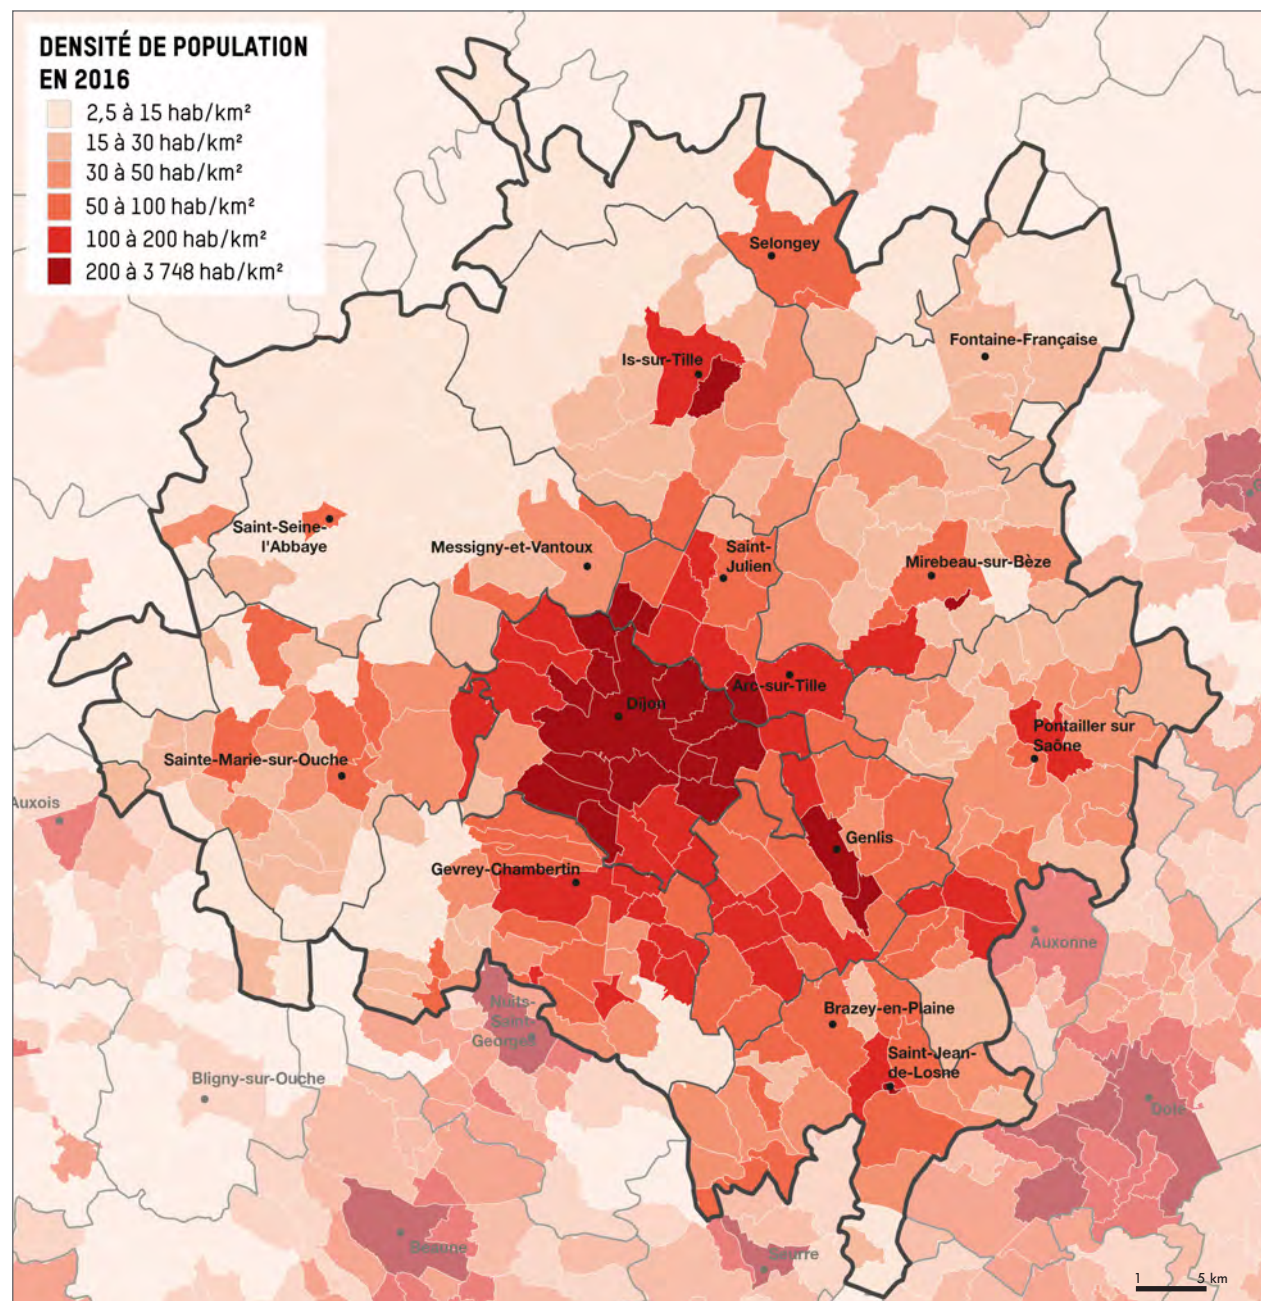 DENSITÉ DE POPULATION
EN 2016
2,5 à 15 hab/km²
15 à 30 hab/km²
30 à 50 hab/km²
50 à 100 hab/km²
100 à 200 hab/km²
200 à 3 748 hab/km²
Selongey
Fontaine-Française
Is-sur-Tille
Saint-Seine-
l'Abbaye
Messigny-et-Vantoux
Saint-
Julien
Mirebeau-sur-Bèze
Arc-sur-Tille
Dijon
Pontailler sur
Saône
Sainte-Marie-sur-Ouche
Auxois
Genlis
Gevrey-Chambertin
Auxonne
Nuits-
Saint-
Georges
Brazey-en-Plaine
Saint-Jean-
de-Losne
Bligny-sur-Ouche
Dole
Beaune
Seurre
1 5 km